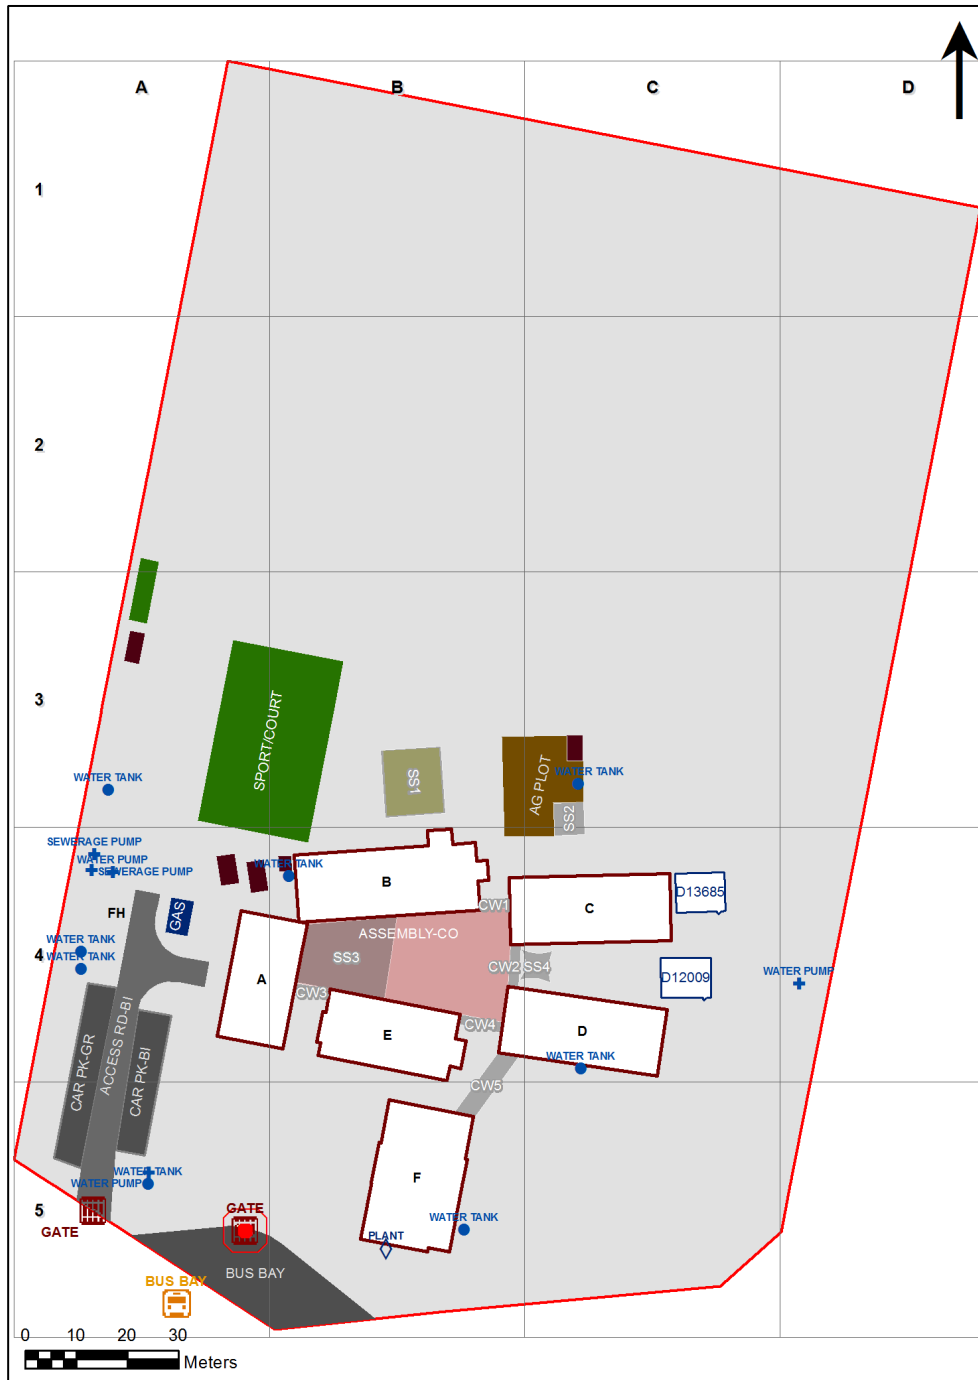 A
B
C
D
1
2
3
SPORT/COURT
SS1
AG PLOT
WATER TANK
SS2
WATER TANK
SEWERAGE PUMP
WATER PUMP
SEWERAGE PUMP
WATER TANK
B
C
D13685
FH
GAS
CW1
ASSEMBLY-CO
WATER TANK
WATER TANK
4
SS3
CW2
SS4
D12009
WATER PUMP
A
CW3
ACCESS RD-BI
CAR PK-GR
CAR PK-BI
E
CW4
D
WATER TANK
CW5
WATER TANK
WATER PUMP
F
5
GATE
GATE
WATER TANK
PLANT
BUS BAY
BUS BAY
0 10 20 30
Meters